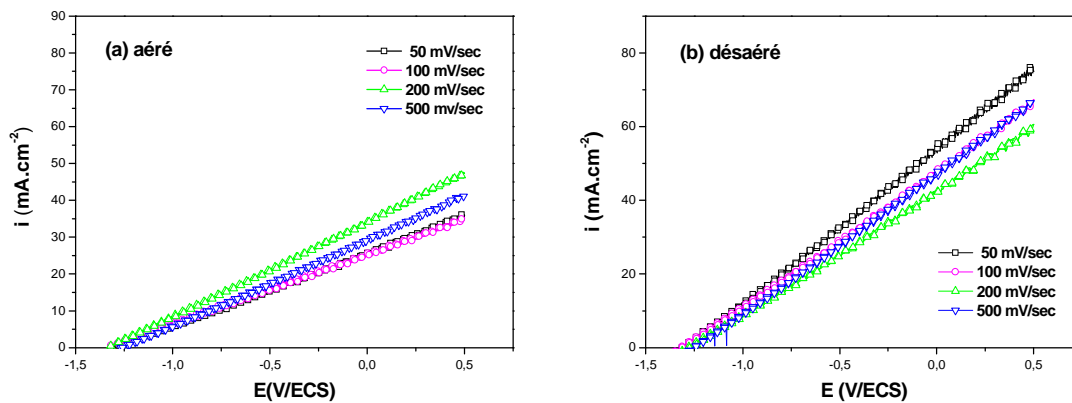 (a) aéré
50 mV/sec
100 mV/sec
200 mV/sec
500 mv/sec
90
80
70
60
50
40
30
20
10
0
i (mA.cm-2)
-1,5
-1,0
-0,5
0,0
0,5
E(V/ECS)
(b) désaéré
50 mV/sec
100 mV/sec
200 mV/sec
500 mV/sec
80
60
40
20
0
i (mA.cm-2)
-1,5
-1,0
-0,5
0,0
0,5
E (V/ECS)